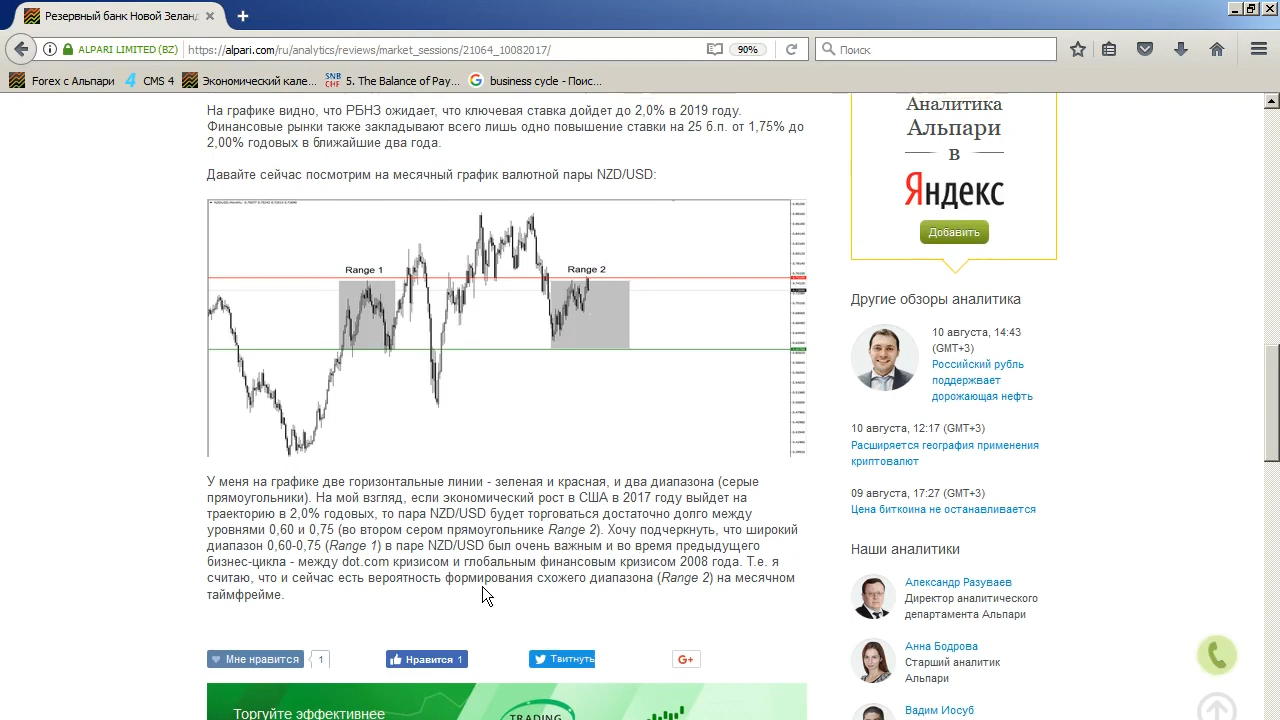 Резервный банк Новой Зелан
ALPARI LIMITED (BZ)
https://alpari.com/ru/analytics/reviews/market_sessions/21064_10082017/
90%
Поиск
Forex с Альпари
CMS 4
Экономический кале...
SNB
CHF
5. The Balance of Pay...
business cycle - Поис...
На графике видно, что РБНЗ ожидает, что ключевая ставка дойдет до 2,0% в 2019 году.
Финансовые рынки также закладывают всего лишь одно повышение ставки на 25 б.п. от 1,75% до
2,00% годовых в ближайшие два года.
Давайте сейчас посмотрим на месячный график валютной пары NZD/USD:
Range 1
Range 2
У меня на графике две горизонтальные линии - зеленая и красная, и два диапазона (серые
прямоугольники). На мой взгляд, если экономический рост в США в 2017 году выйдет на
траекторию в 2,0% годовых, то пара NZD/USD будет торговаться достаточно долго между
уровнями 0,60 и 0,75 (во втором сером прямоугольнике Range 2). Хочу подчеркнуть, что широкий
диапазон 0,60-0,75 (Range 1) в паре NZD/USD был очень важным и во время предыдущего
бизнес-цикла - между dot.com кризисом и глобальным финансовым кризисом 2008 года. Т.е. я
считаю, что и сейчас есть вероятность формирования схожего диапазона (Range 2) на месячном
таймфрейме.
Мне нравится
1
Нравится 1
Твитнуть
G+
Торгуйте эффективнее
TRADING
Аналитика
Альпари
в
Яндекс
Добавить
Другие обзоры аналитика
10 августа, 14:43
(GMT+3)
Российский рубль
поддержвает
дорожающая нефть
10 августа, 12:17 (GMT+3)
Расширяется география применения
криптовалют
09 августа, 17:27 (GMT+3)
Цена биткоина не останавливается
Наши аналитики
Александр Разуваев
Директор аналитического
департамента Альпари
Анна Бодрова
Старший аналитик
Альпари
Вадим Иосуб